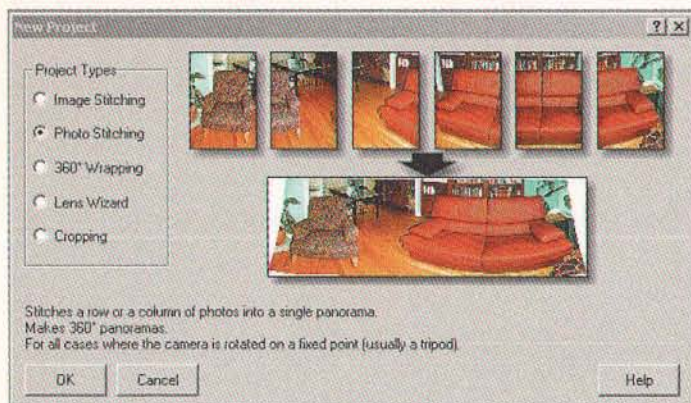 New Project
Project Types
Image Stitching
Photo Stitching
360° Wrapping
Lens Wizard
Cropping
Stitches a row or a column of photos into a single panorama.
Makes 360° panoramas.
For all cases where the camera is rotated on a fixed point (usually a tripod).
OK
Cancel
Help